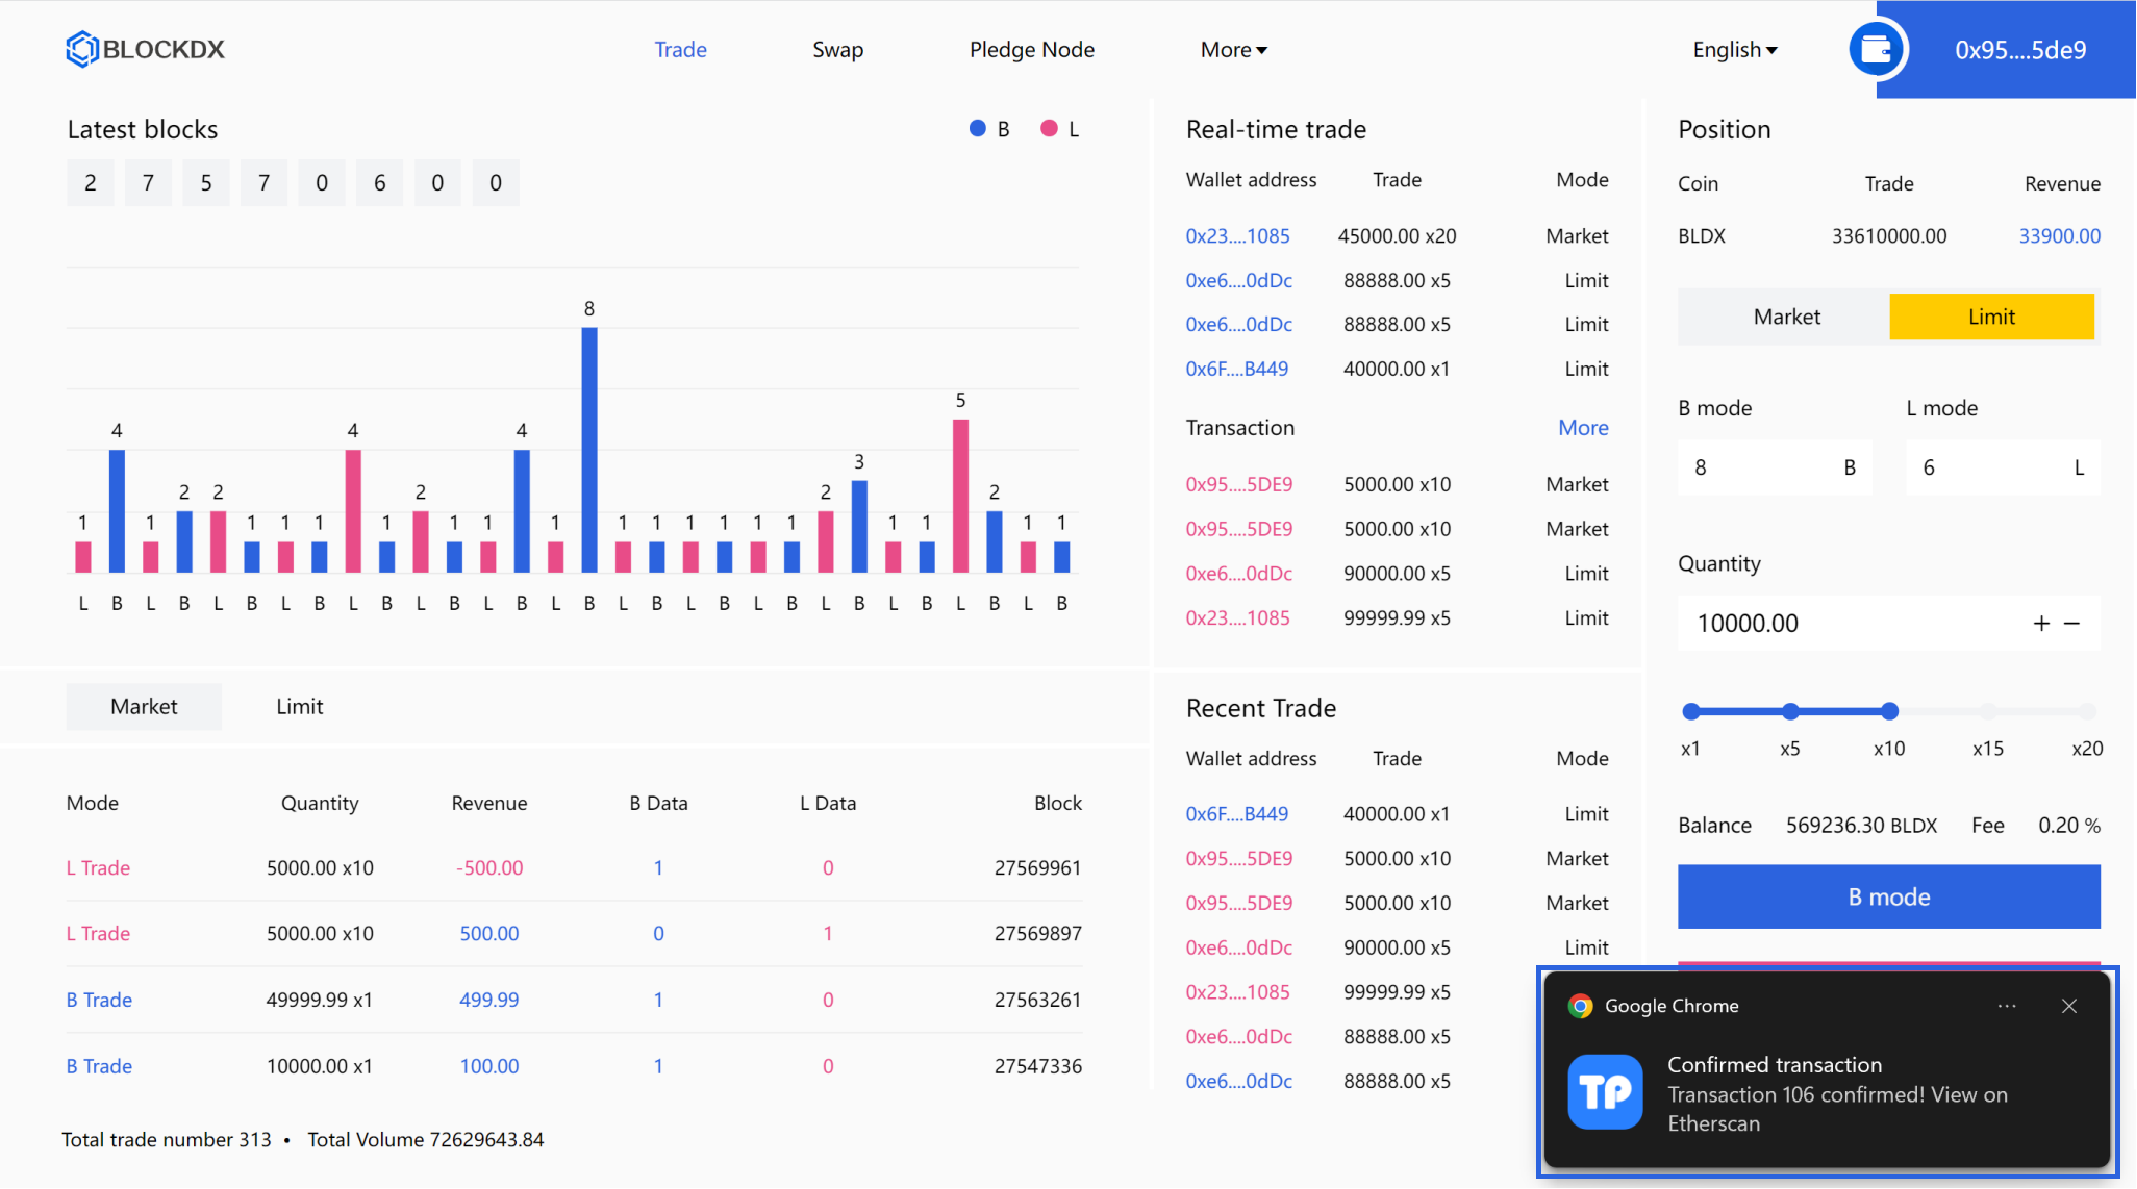 BLOCKDX
Trade Swap Pledge Node More
English 0x95....5de9
Latest blocks
B L
2 7 5 7 0 6 0 0
8
5
4 4 4
3
2 2 2 2 2
1 1 1 1 1 1 1 1 1 1 1 1 1 1 1 1 1 1 1
L B L B L B L B L B L B L B L B L B L B L B L B L B L B L B
Real-time trade
Wallet address Trade Mode
0x23....1085 45000.00 x20 Market
0xe6....0dDc 88888.00 x5 Limit
0xe6....0dDc 88888.00 x5 Limit
0x6F....B449 40000.00 x1 Limit
Transaction More
0x95....5DE9 5000.00 x10 Market
0x95....5DE9 5000.00 x10 Market
0xe6....0dDc 90000.00 x5 Limit
0x23....1085 99999.99 x5 Limit
Position
Coin Trade Revenue
BLDX 33610000.00 33900.00
Market Limit
B mode L mode
8 B 6 L
Quantity
10000.00 + −
x1 x5 x10 x15 x20
Balance 569236.30 BLDX Fee 0.20 %
B mode
Market Limit
Mode Quantity Revenue B Data L Data Block
L Trade 5000.00 x10 -500.00 1 0 27569961
L Trade 5000.00 x10 500.00 0 1 27569897
B Trade 49999.99 x1 499.99 1 0 27563261
B Trade 10000.00 x1 100.00 1 0 27547336
Total trade number 313 • Total Volume 72629643.84
Recent Trade
Wallet address Trade Mode
0x6F....B449 40000.00 x1 Limit
0x95....5DE9 5000.00 x10 Market
0x95....5DE9 5000.00 x10 Market
0xe6....0dDc 90000.00 x5 Limit
0x23....1085 99999.99 x5
0xe6....0dDc 88888.00 x5
0xe6....0dDc 88888.00 x5
Google Chrome
TP
Confirmed transaction
Transaction 106 confirmed! View on
Etherscan